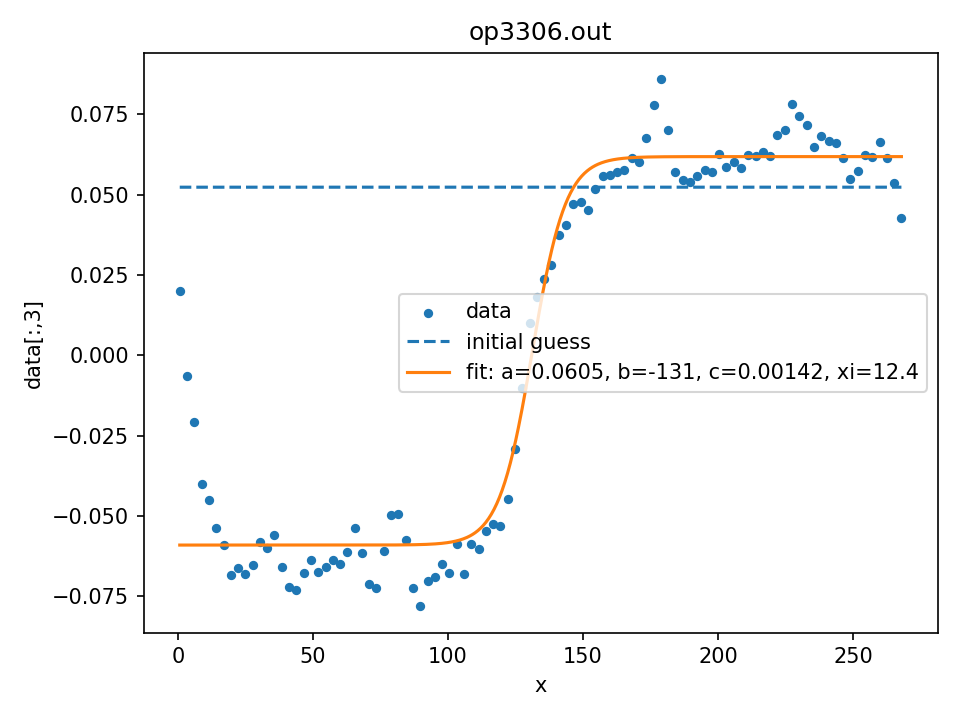 op3306.out
0.075
0.050
0.025
0.000
−0.025
−0.050
−0.075
data[:,3]
data
initial guess
fit: a=0.0605, b=-131, c=0.00142, xi=12.4
0 50 100 150 200 250
x